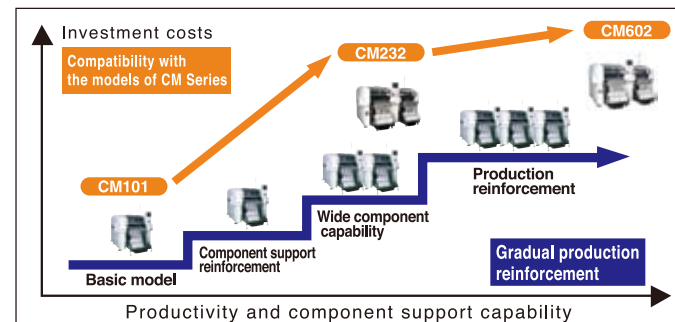 Investment costs
Compatibility with
the models of CM Series
CM101
CM232
CM602
Basic model
Component support
reinforcement
Wide component
capability
Production
reinforcement
Gradual production
reinforcement
Productivity and component support capability